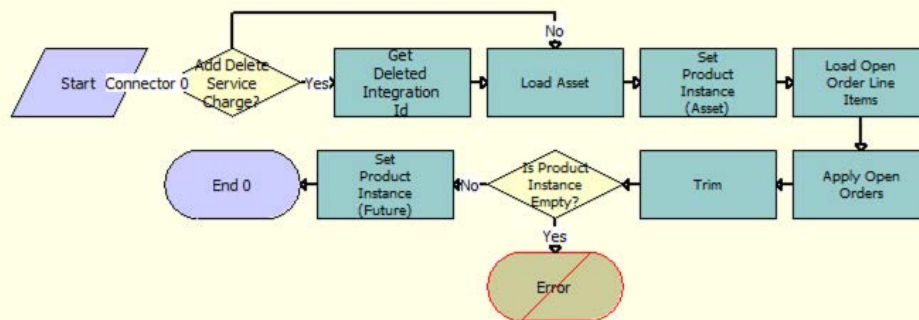 No
Start
Connector 0
Add Delete
Service
Charge?
Yes
Get
Deleted
Integration
Id
Load Asset
Set
Product
Instance
(Asset)
Load Open
Order Line
Items
End 0
Set
Product
Instance
(Future)
No
Is Product
Instance
Empty?
Trim
Apply Open
Orders
Yes
Error